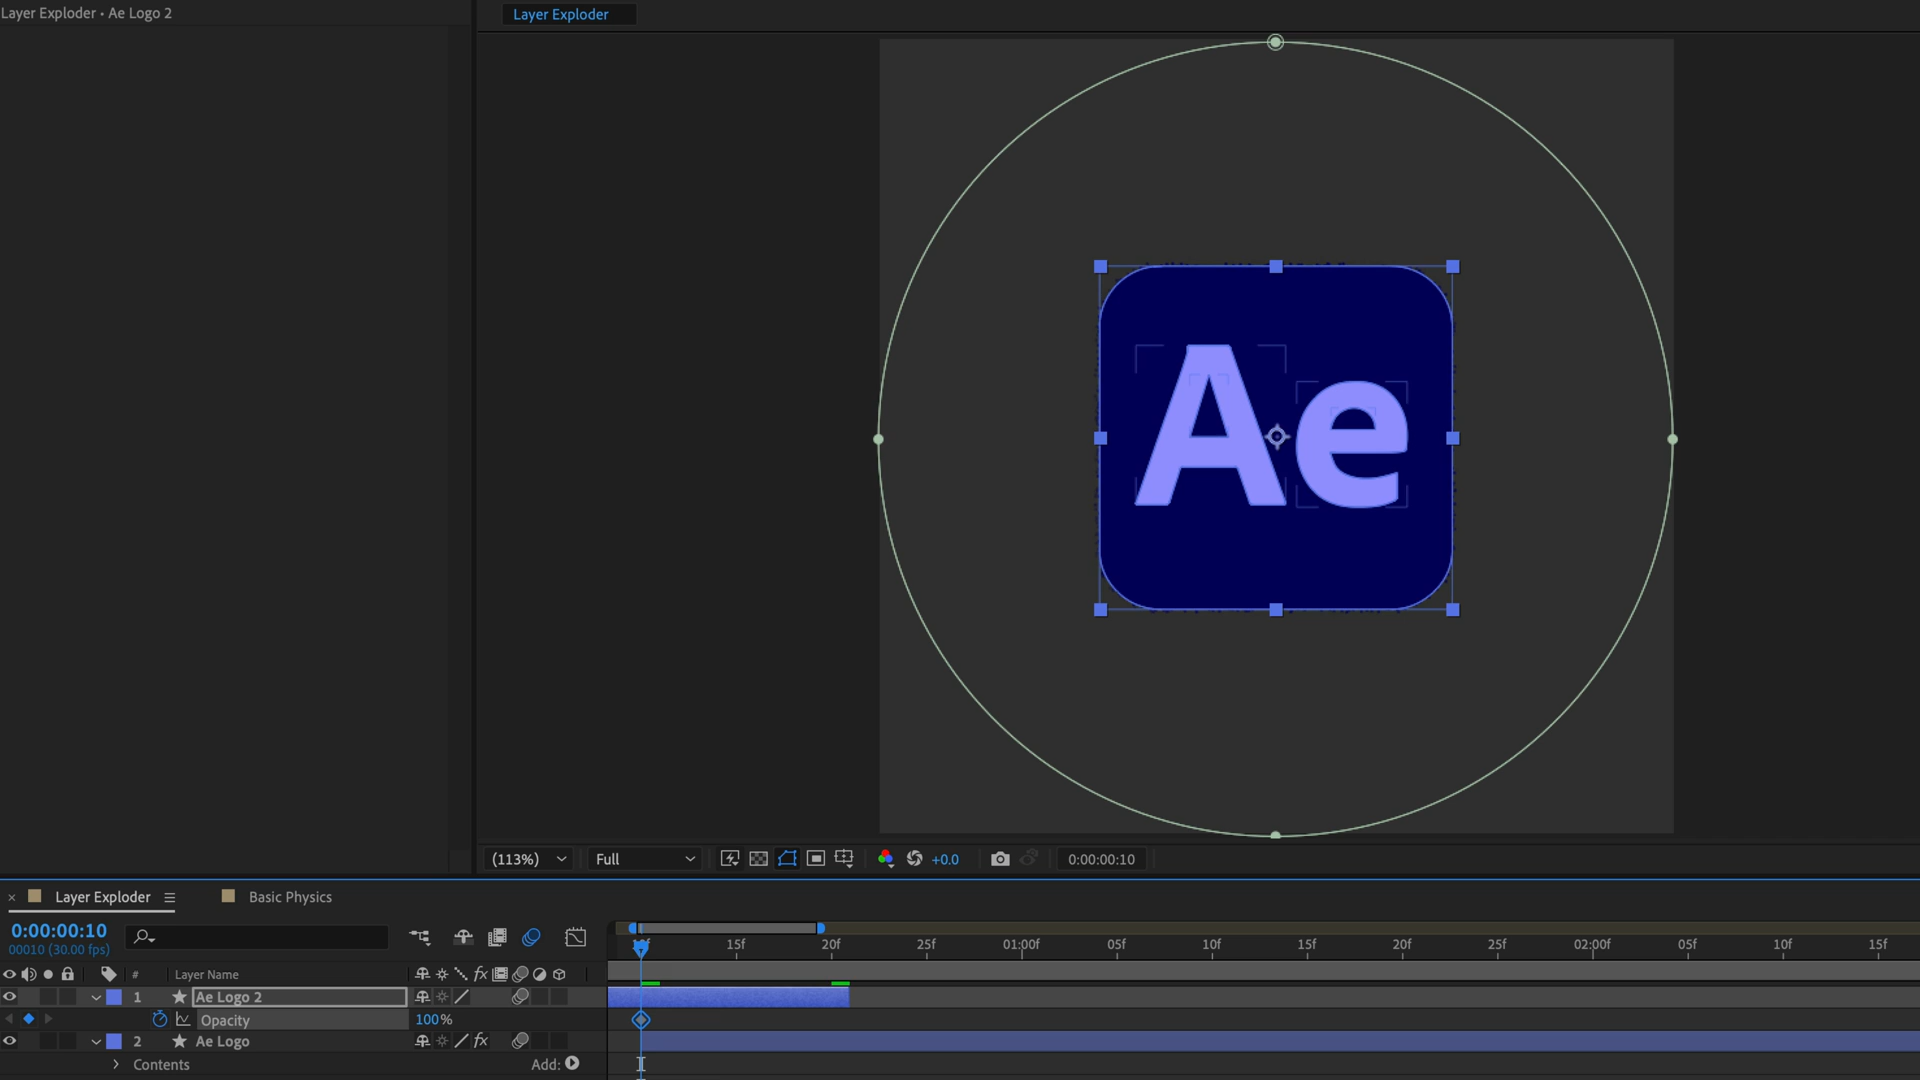 Layer Exploder • Ae Logo 2
Layer Exploder
Ae
(113%)
Full
+0.0
0:00:00:10
Layer Exploder
Basic Physics
0:00:00:10
00010 (30.00 fps)
15f 20f 25f 01:00f 05f 10f 15f 20f 25f 02:00f 05f 10f 15f
# Layer Name fx
1 Ae Logo 2
Opacity 100%
2 Ae Logo fx
Contents Add: